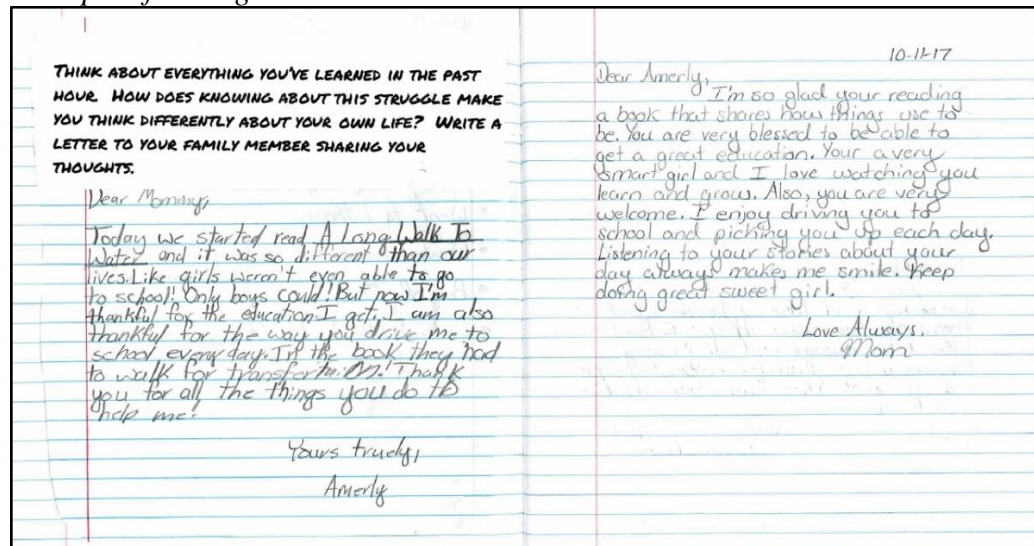 THINK ABOUT EVERYTHING YOU'VE LEARNED IN THE PAST
HOUR. HOW DOES KNOWING ABOUT THIS STRUGGLE MAKE
YOU THINK DIFFERENTLY ABOUT YOUR OWN LIFE? WRITE A
LETTER TO YOUR FAMILY MEMBER SHARING YOUR
THOUGHTS.
Dear Mommy,
Today we started read A Long Walk To
Water and it was so different than our
lives. Like girls weren't even able to go
to school! Only boys could! But now I'm
thankful for the education I get, I am also
thankful for the way you drive me to
school every day. In the book they had
to walk for Thank
you for all the things you do to
help me!
Yours truely,
Amerly
10-11-17
Dear Amerly,
I'm so glad your reading
a book that shares how things use to
be. You are very blessed to be able to
get a great education. Your a very
smart girl and I love watching you
learn and grow. Also, you are very
welcome. I enjoy driving you to
school and picking you up each day.
Listening to your stories about your
day always makes me smile. Keep
doing great sweet girl.
Love Always,
Mom